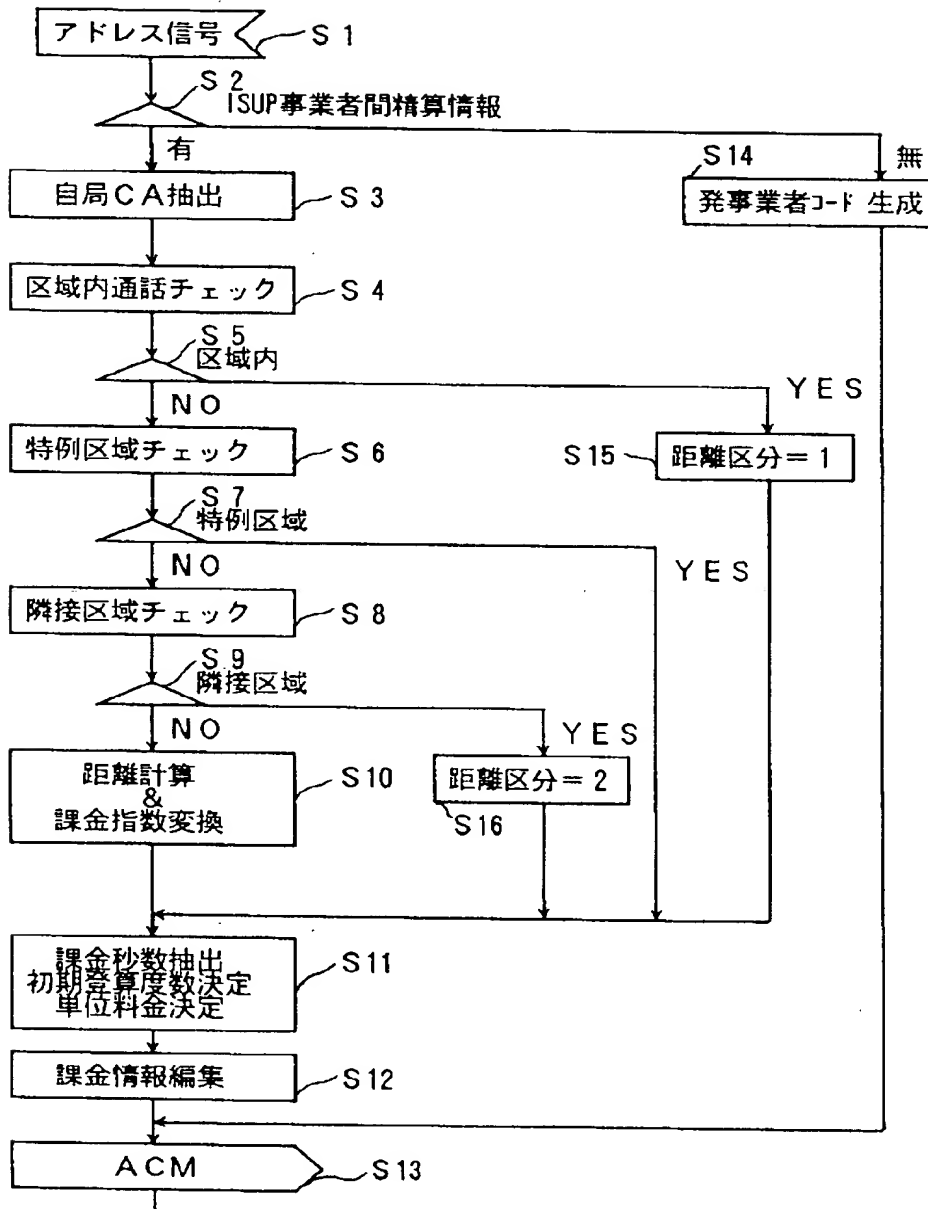 アドレス信号
S1
S2
ISUP事業者間精算情報
有
無
S14
自局CA抽出
S3
発事業者コード 生成
区域内通話チェック
S4
S5
区域内
YES
NO
特例区域チェック
S6
S15
距離区分=1
S7
特例区域
YES
NO
隣接区域チェック
S8
S9
隣接区域
YES
NO
距離計算
&
課金指数変換
S10
距離区分=2
S16
課金秒数抽出
初期登算度数決定
単位料金決定
S11
課金情報編集
S12
ACM
S13